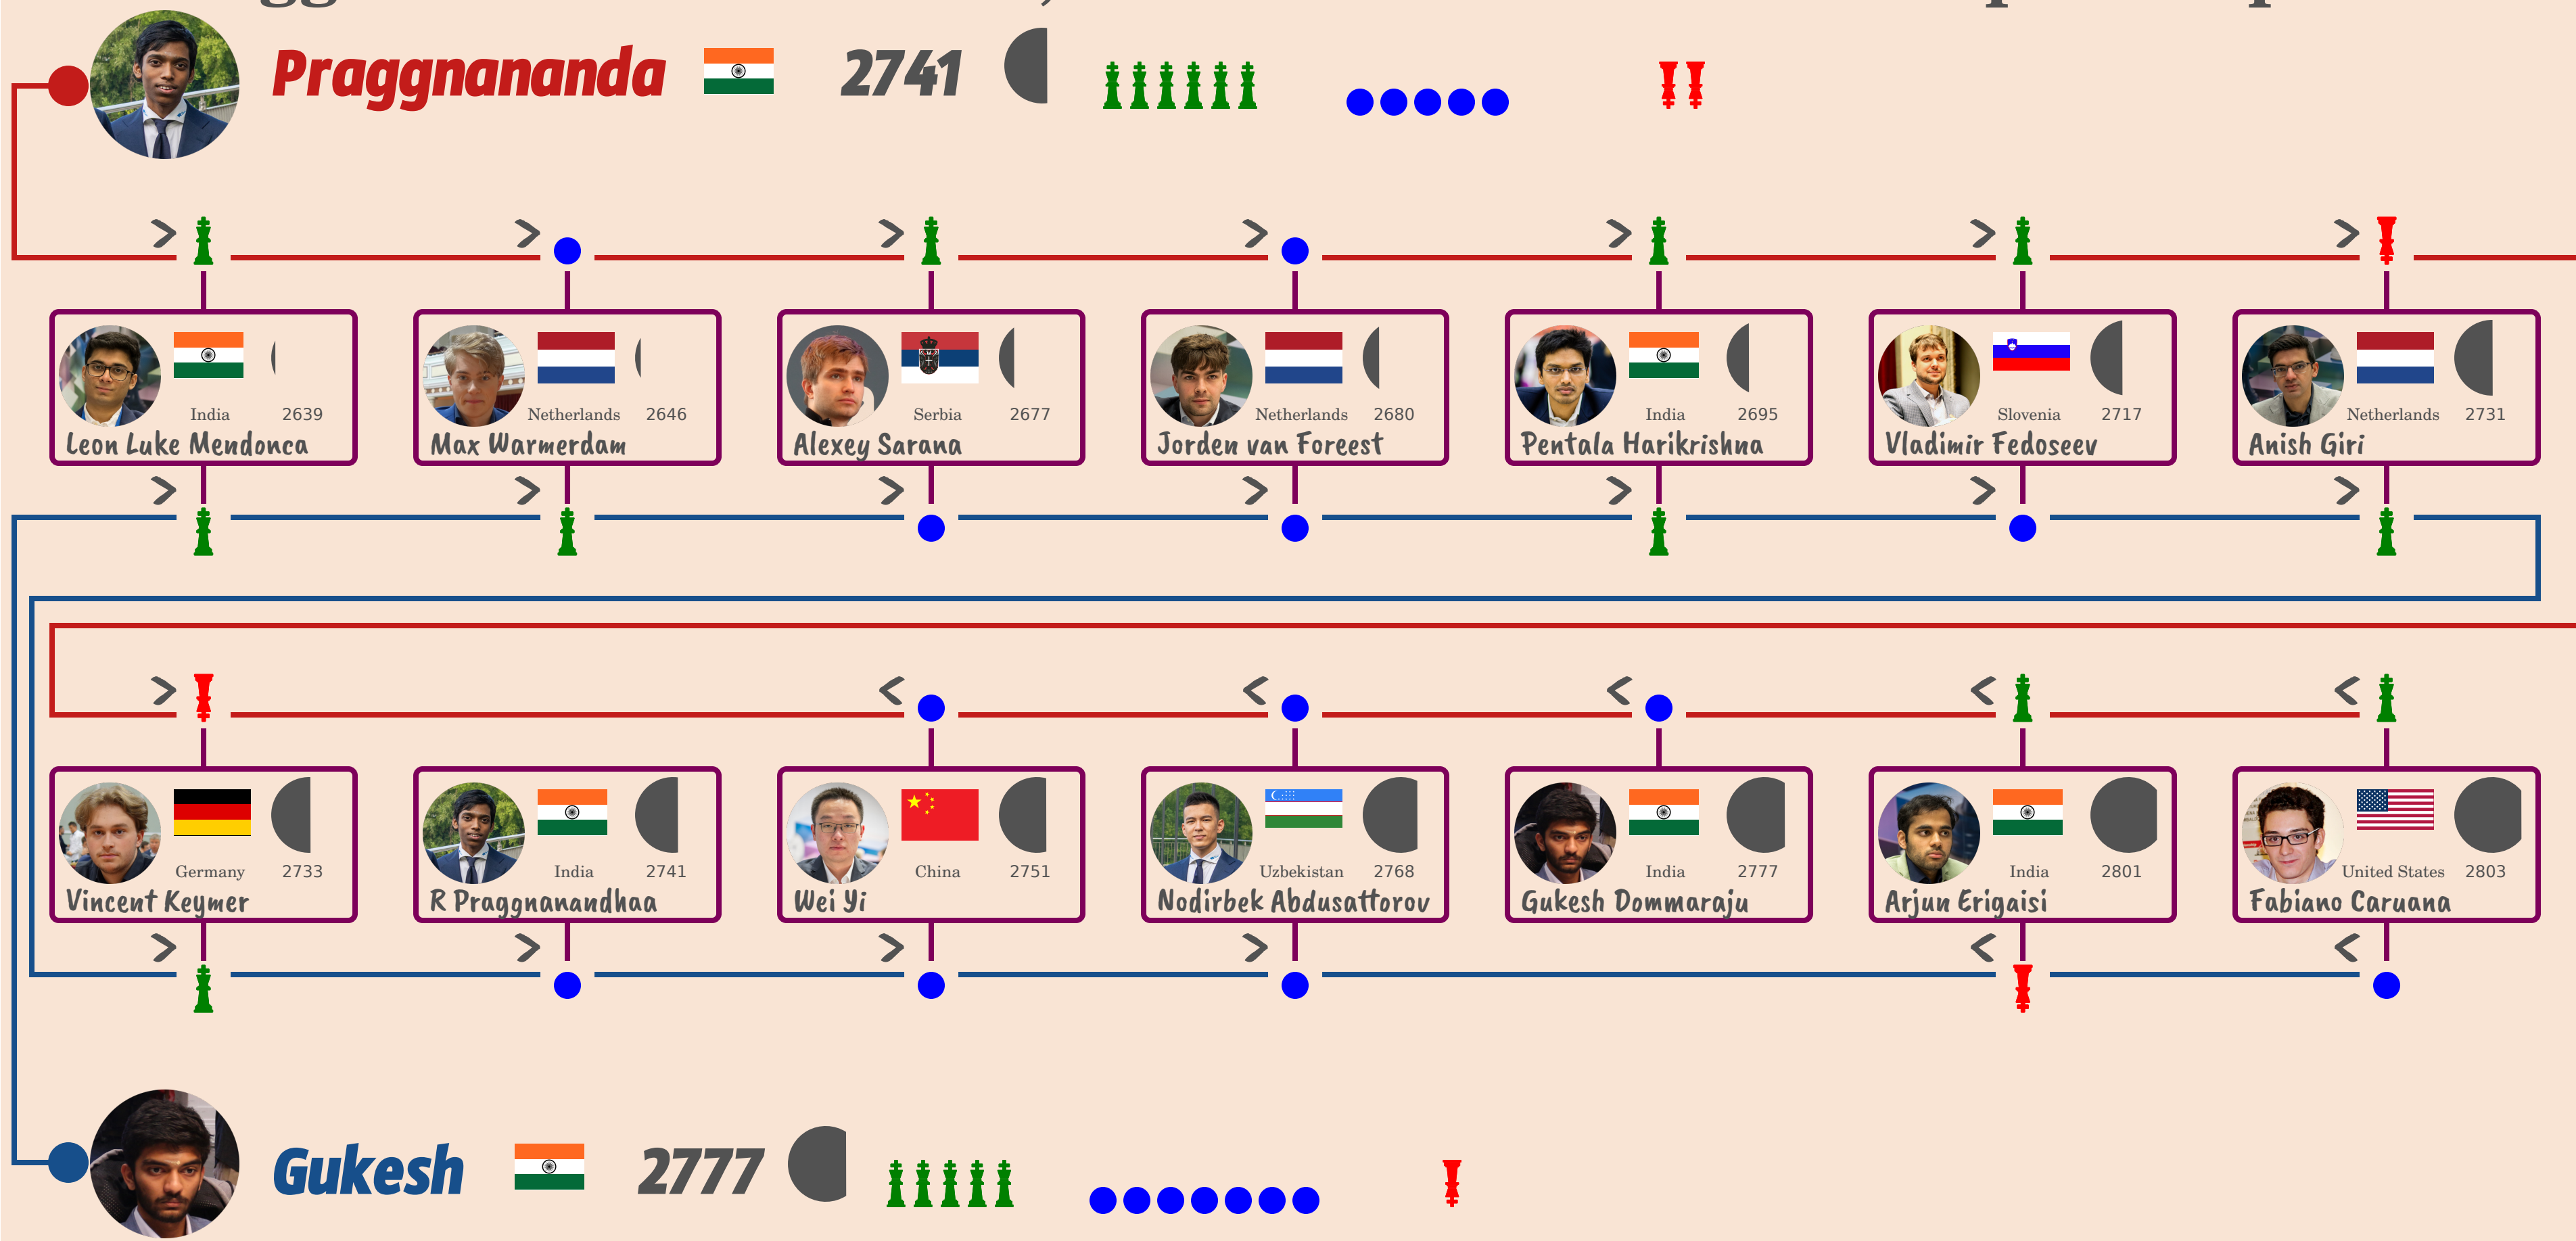 Praggnananda 2741
> > > > > > >
India 2639
Leon Luke Mendonca
Netherlands 2646
Max Warmerdam
Serbia 2677
Alexey Sarana
Netherlands 2680
Jorden van Foreest
India 2695
Pentala Harikrishna
Slovenia 2717
Vladimir Fedoseev
Netherlands 2731
Anish Giri
> > > > > > >
> < < < < <
Germany 2733
Vincent Keymer
India 2741
R Praggnanandhaa
China 2751
Wei Yi
Uzbekistan 2768
Nodirbek Abdusattorov
India 2777
Gukesh Dommaraju
India 2801
Arjun Erigaisi
United States 2803
Fabiano Caruana
> > > > < <
Gukesh 2777